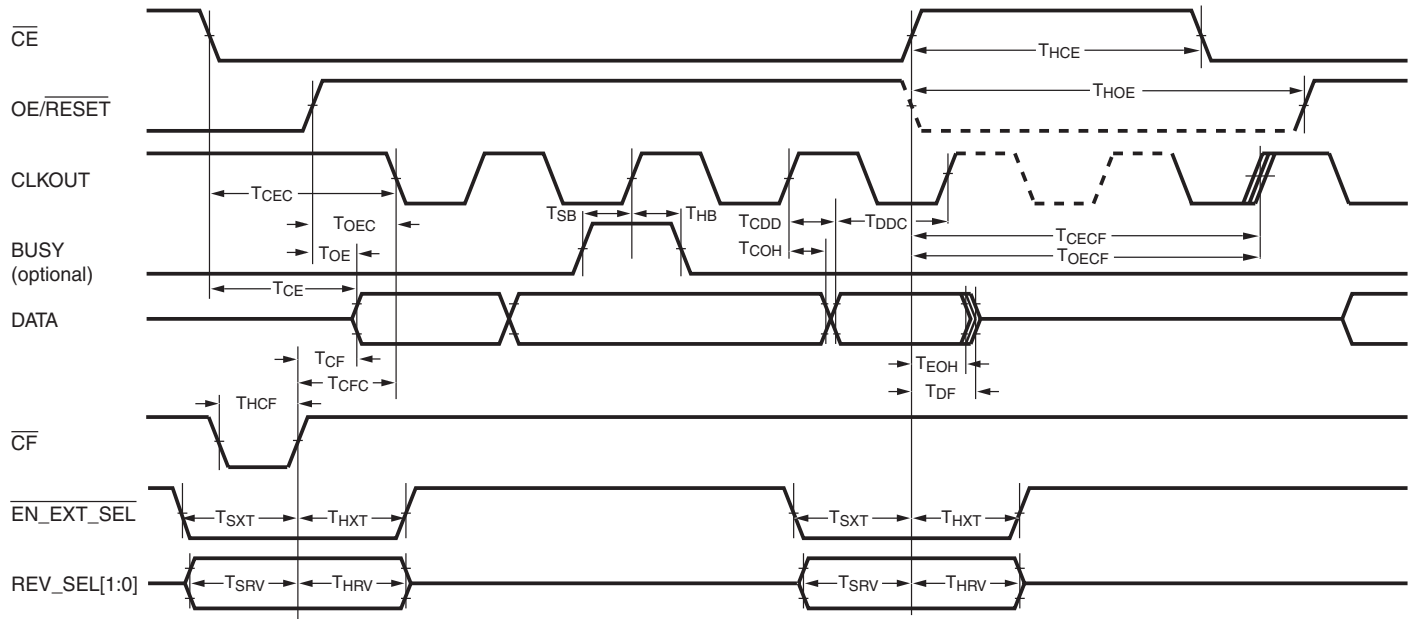 CE
THCE
OE/RESET
THOE
CLKOUT
TCEC
TSB
THB
TCDD
TDDC
TOEC
TCECF
BUSY
(optional)
TOE
TCOH
TOECF
TCE
DATA
TCF
TEOH
TCFC
TDF
THCF
CF
EN_EXT_SEL
TSXT
THXT
TSXT
THXT
REV_SEL[1:0]
TSRV
THRV
TSRV
THRV